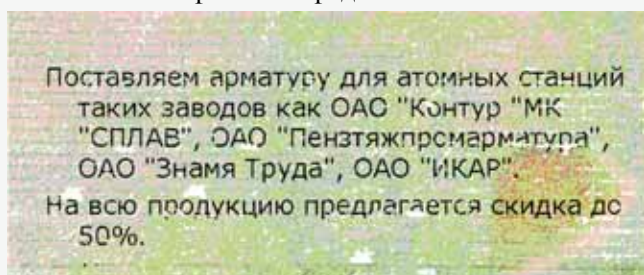 Поставляем арматуру для атомных станций
таких заводов как ОАО "Контур "МК
"СПЛАВ", ОАО "Пензтяжпромарматура",
ОАО "Знамя Труда", ОАО "ИКАР".
На всю продукцию предлагается скидка до
50%.